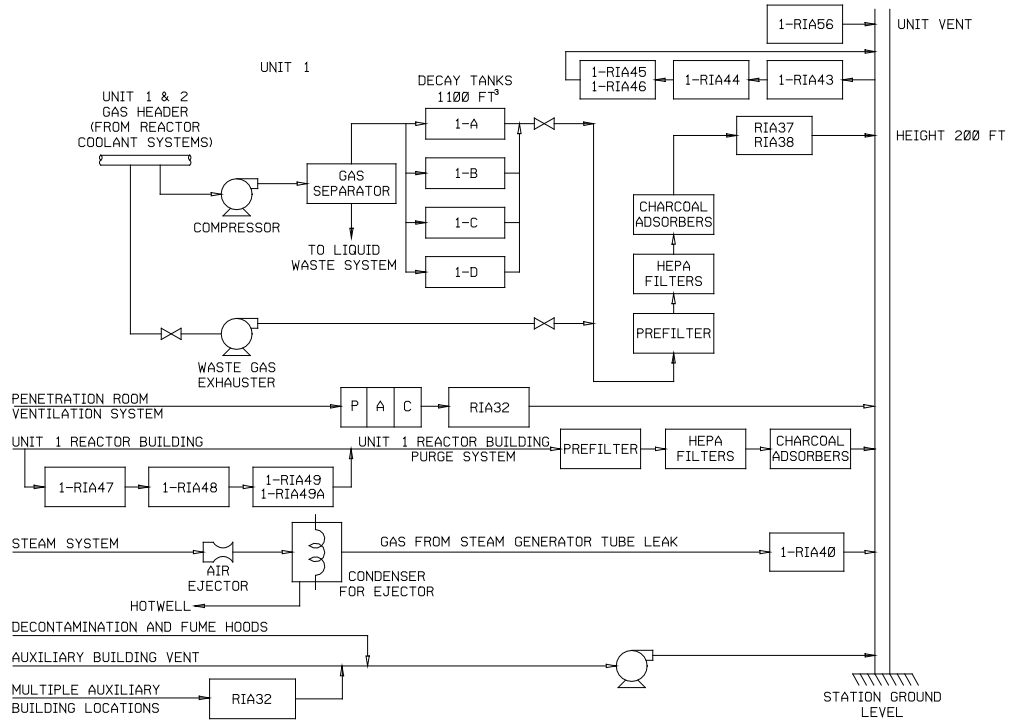 1-RIA56
UNIT VENT
UNIT 1
1-RIA45
1-RIA46
1-RIA44
1-RIA43
DECAY TANKS
1100 FT³
UNIT 1 & 2
GAS HEADER
(FROM REACTOR
COOLANT SYSTEMS)
1-A
RIA37
RIA38
HEIGHT 200 FT
GAS
SEPARATOR
1-B
COMPRESSOR
CHARCOAL
ADSORBERS
1-C
TO LIQUID
WASTE SYSTEM
1-D
HEPA
FILTERS
PREFILTER
WASTE GAS
EXHAUSTER
PENETRATION ROOM
VENTILATION SYSTEM
P
A
C
RIA32
UNIT 1 REACTOR BUILDING
UNIT 1 REACTOR BUILDING
PURGE SYSTEM
PREFILTER
HEPA
FILTERS
CHARCOAL
ADSORBERS
1-RIA47
1-RIA48
1-RIA49
1-RIA49A
STEAM SYSTEM
AIR
EJECTOR
GAS FROM STEAM GENERATOR TUBE LEAK
1-RIA40
CONDENSER
FOR EJECTOR
HOTWELL
DECONTAMINATION AND FUME HOODS
AUXILIARY BUILDING VENT
MULTIPLE AUXILIARY
BUILDING LOCATIONS
RIA32
STATION GROUND
LEVEL